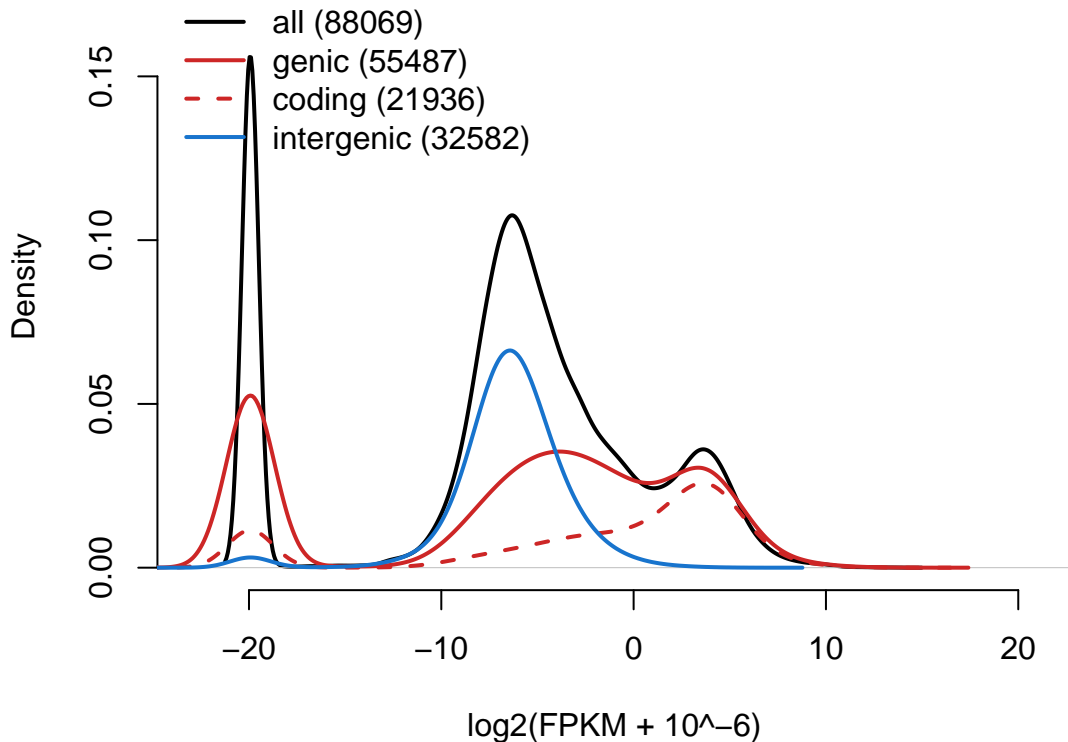 all (88069)
genic (55487)
coding (21936)
intergenic (32582)
Density
0.15
0.10
0.05
0.00
−20 −10 0 10 20
log2(FPKM + 10^−6)